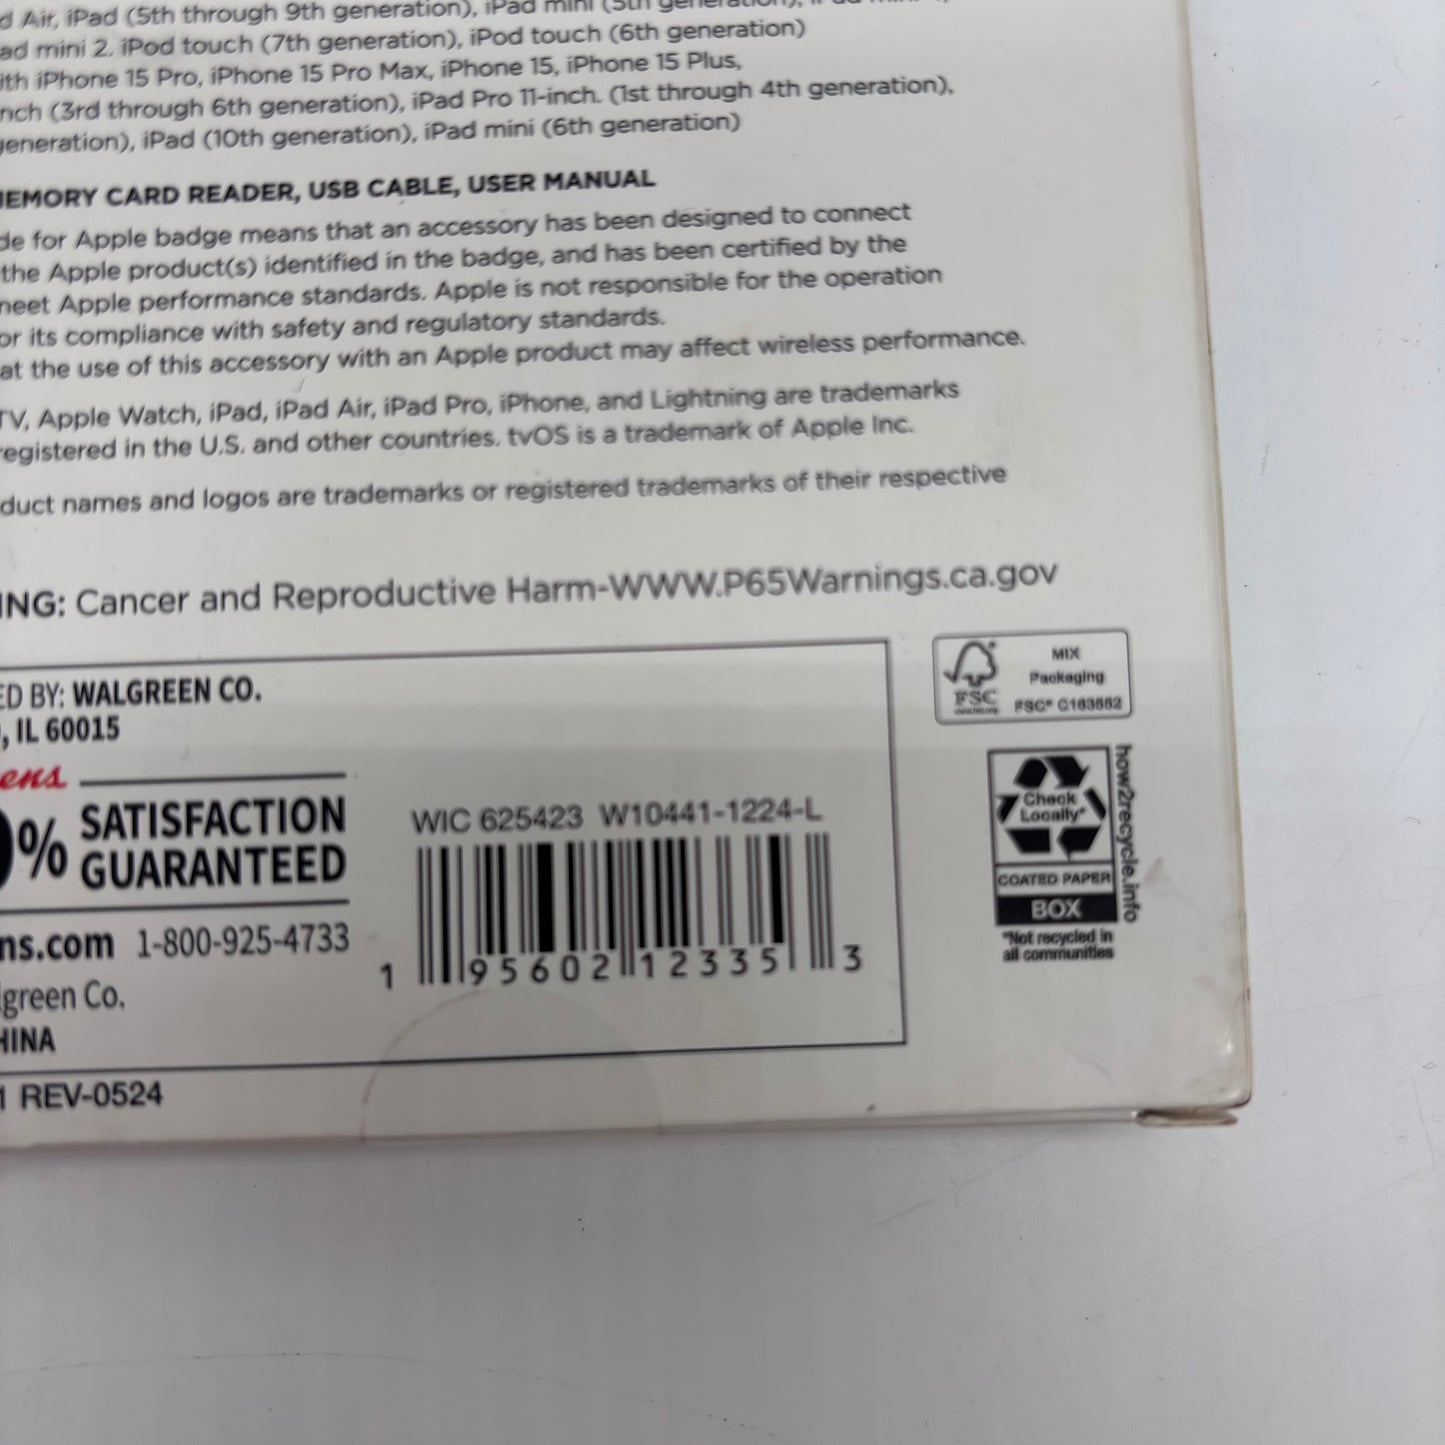 d Air, iPad (5th through 9th generation), iPad mini (5th generation),
ad mini 2, iPod touch (7th generation), iPod touch (6th generation)
ith iPhone 15 Pro, iPhone 15 Pro Max, iPhone 15, iPhone 15 Plus,
nch (3rd through 6th generation), iPad Pro 11-inch. (1st through 4th generation),
generation), iPad (10th generation), iPad mini (6th generation)
MEMORY CARD READER, USB CABLE, USER MANUAL
de for Apple badge means that an accessory has been designed to connect
the Apple product(s) identified in the badge, and has been certified by the
meet Apple performance standards. Apple is not responsible for the operation
or its compliance with safety and regulatory standards.
at the use of this accessory with an Apple product may affect wireless performance.
TV, Apple Watch, iPad, iPad Air, iPad Pro, iPhone, and Lightning are trademarks
registered in the U.S. and other countries. tvOS is a trademark of Apple Inc.
duct names and logos are trademarks or registered trademarks of their respective
ING: Cancer and Reproductive Harm-WWW.P65Warnings.ca.gov
ED BY: WALGREEN CO.
, IL 60015
ens
0% SATISFACTION
GUARANTEED
ns.com 1-800-925-4733
lgreen Co.
HINA
1 REV-0524
WIC 625423 W10441-1224-L
1 95602 12335 3
FSC
MIX
Packaging
FSC® C163552
Check
Locally*
COATED PAPER
BOX
*Not recycled in
all communities
how2recycle.info